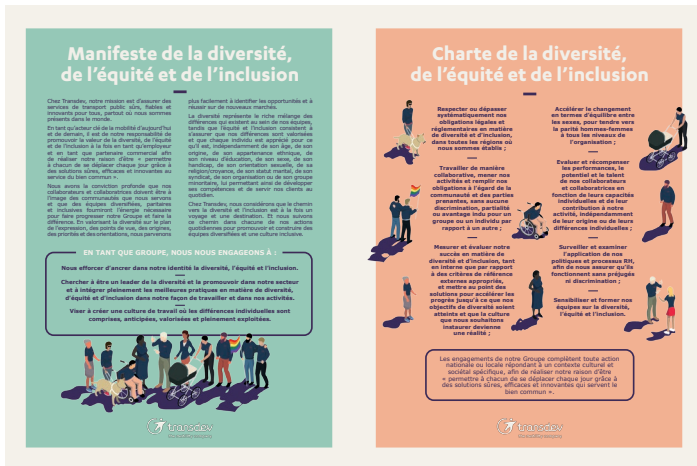 Manifeste de la diversité,
de l'équité et de l'inclusion
Chez Transdev, notre mission est d'assurer des
services de transport public sûrs, fiables et
innovants pour tous, partout où nous sommes
présents dans le monde.
En tant qu'acteur clé de la mobilité d'aujourd'hui
et de demain, il est de notre responsabilité de
promouvoir la valeur de la diversité, de l'équité
et de l'inclusion à la fois en tant qu'employeur
et en tant que partenaire commercial afin
de réaliser notre raison d'être « permettre
à chacun de se déplacer chaque jour grâce à
des solutions sûres, efficaces et innovantes au
service du bien commun ».
Nous avons la conviction profonde que nos
collaborateurs et collaboratrices doivent être à
l'image des communautés que nous servons
et que des équipes diversifiées, paritaires
et inclusives fourniront l'énergie nécessaire
pour faire progresser notre Groupe et faire la
différence. En valorisant la diversité sur le plan
de l'expression, des points de vue, des origines,
des priorités et des orientations, nous parvenons
plus facilement à identifier les opportunités et à
réussir sur de nouveaux marchés.
La diversité représente le riche mélange des
différences qui existent au sein de nos équipes,
tandis que l'équité et l'inclusion consistent à
s'assurer que nos différences sont valorisées
et que chaque individu est apprécié pour ce
qu'il est, indépendamment de son âge, de son
origine, de son appartenance ethnique, de
son niveau d'éducation, de son sexe, de son
handicap, de son orientation sexuelle, de sa
religion/croyance, de son statut marital, de son
syndicat, de son organisation ou de son groupe
minoritaire, lui permettant ainsi de développer
ses compétences et de servir nos clients au
quotidien.
Chez Transdev, nous considérons que le chemin
vers la diversité et l'inclusion est à la fois un
voyage et une destination. Et nous suivons
ce chemin dans chacune de nos actions
quotidiennes pour promouvoir et construire des
équipes diversifiées et une culture inclusive.
EN TANT QUE GROUPE, NOUS NOUS ENGAGEONS À :
Nous efforcer d'ancrer dans notre identité la diversité, l'équité et l'inclusion.
Chercher à être un leader de la diversité et la promouvoir dans notre secteur
et à intégrer pleinement les meilleures pratiques en matière de diversité,
d'équité et d'inclusion dans notre façon de travailler et dans nos activités.
Viser à créer une culture de travail où les différences individuelles sont
comprises, anticipées, valorisées et pleinement exploitées.
transdev
the mobility company
Charte de la diversité,
de l'équité et de l'inclusion
Respecter ou dépasser
systématiquement nos
obligations légales et
réglementaires en matière
de diversité et d'inclusion,
dans toutes les régions où
nous sommes établis ;
Travailler de manière
collaborative, mener nos
activités et remplir nos
obligations à l'égard de la
communauté et des parties
prenantes, sans aucune
discrimination, partialité
ou avantage indu pour un
groupe ou un individu par
rapport à un autre ;
Mesurer et évaluer notre
succès en matière de
diversité et d'inclusion, tant
en interne que par rapport
à des critères de référence
externes appropriés,
et mettre au point des
solutions pour accélérer les
progrès jusqu'à ce que nos
objectifs de diversité soient
atteints et que la culture
que nous souhaitons
instaurer devienne
une réalité ;
Accélérer le changement
en termes d'équilibre entre
les sexes, pour tendre vers
la parité hommes-femmes
à tous les niveaux de
l'organisation ;
Evaluer et récompenser
les performances, le
potentiel et le talent
de nos collaborateurs
et collaboratrices en
fonction de leurs capacités
individuelles et de leur
contribution à notre
activité, indépendamment
de leur origine ou de leurs
différences individuelles ;
Surveiller et examiner
l'application de nos
politiques et processus RH,
afin de nous assurer qu'ils
fonctionnent sans préjugés
ni discrimination ;
Sensibiliser et former nos
équipes sur la diversité,
l'équité et l'inclusion.
Les engagements de notre Groupe complètent toute action
nationale ou locale répondant à un contexte culturel et
sociétal spécifique, afin de réaliser notre raison d'être
« permettre à chacun de se déplacer chaque jour grâce à
des solutions sûres, efficaces et innovantes qui servent le
bien commun ».
transdev
the mobility company